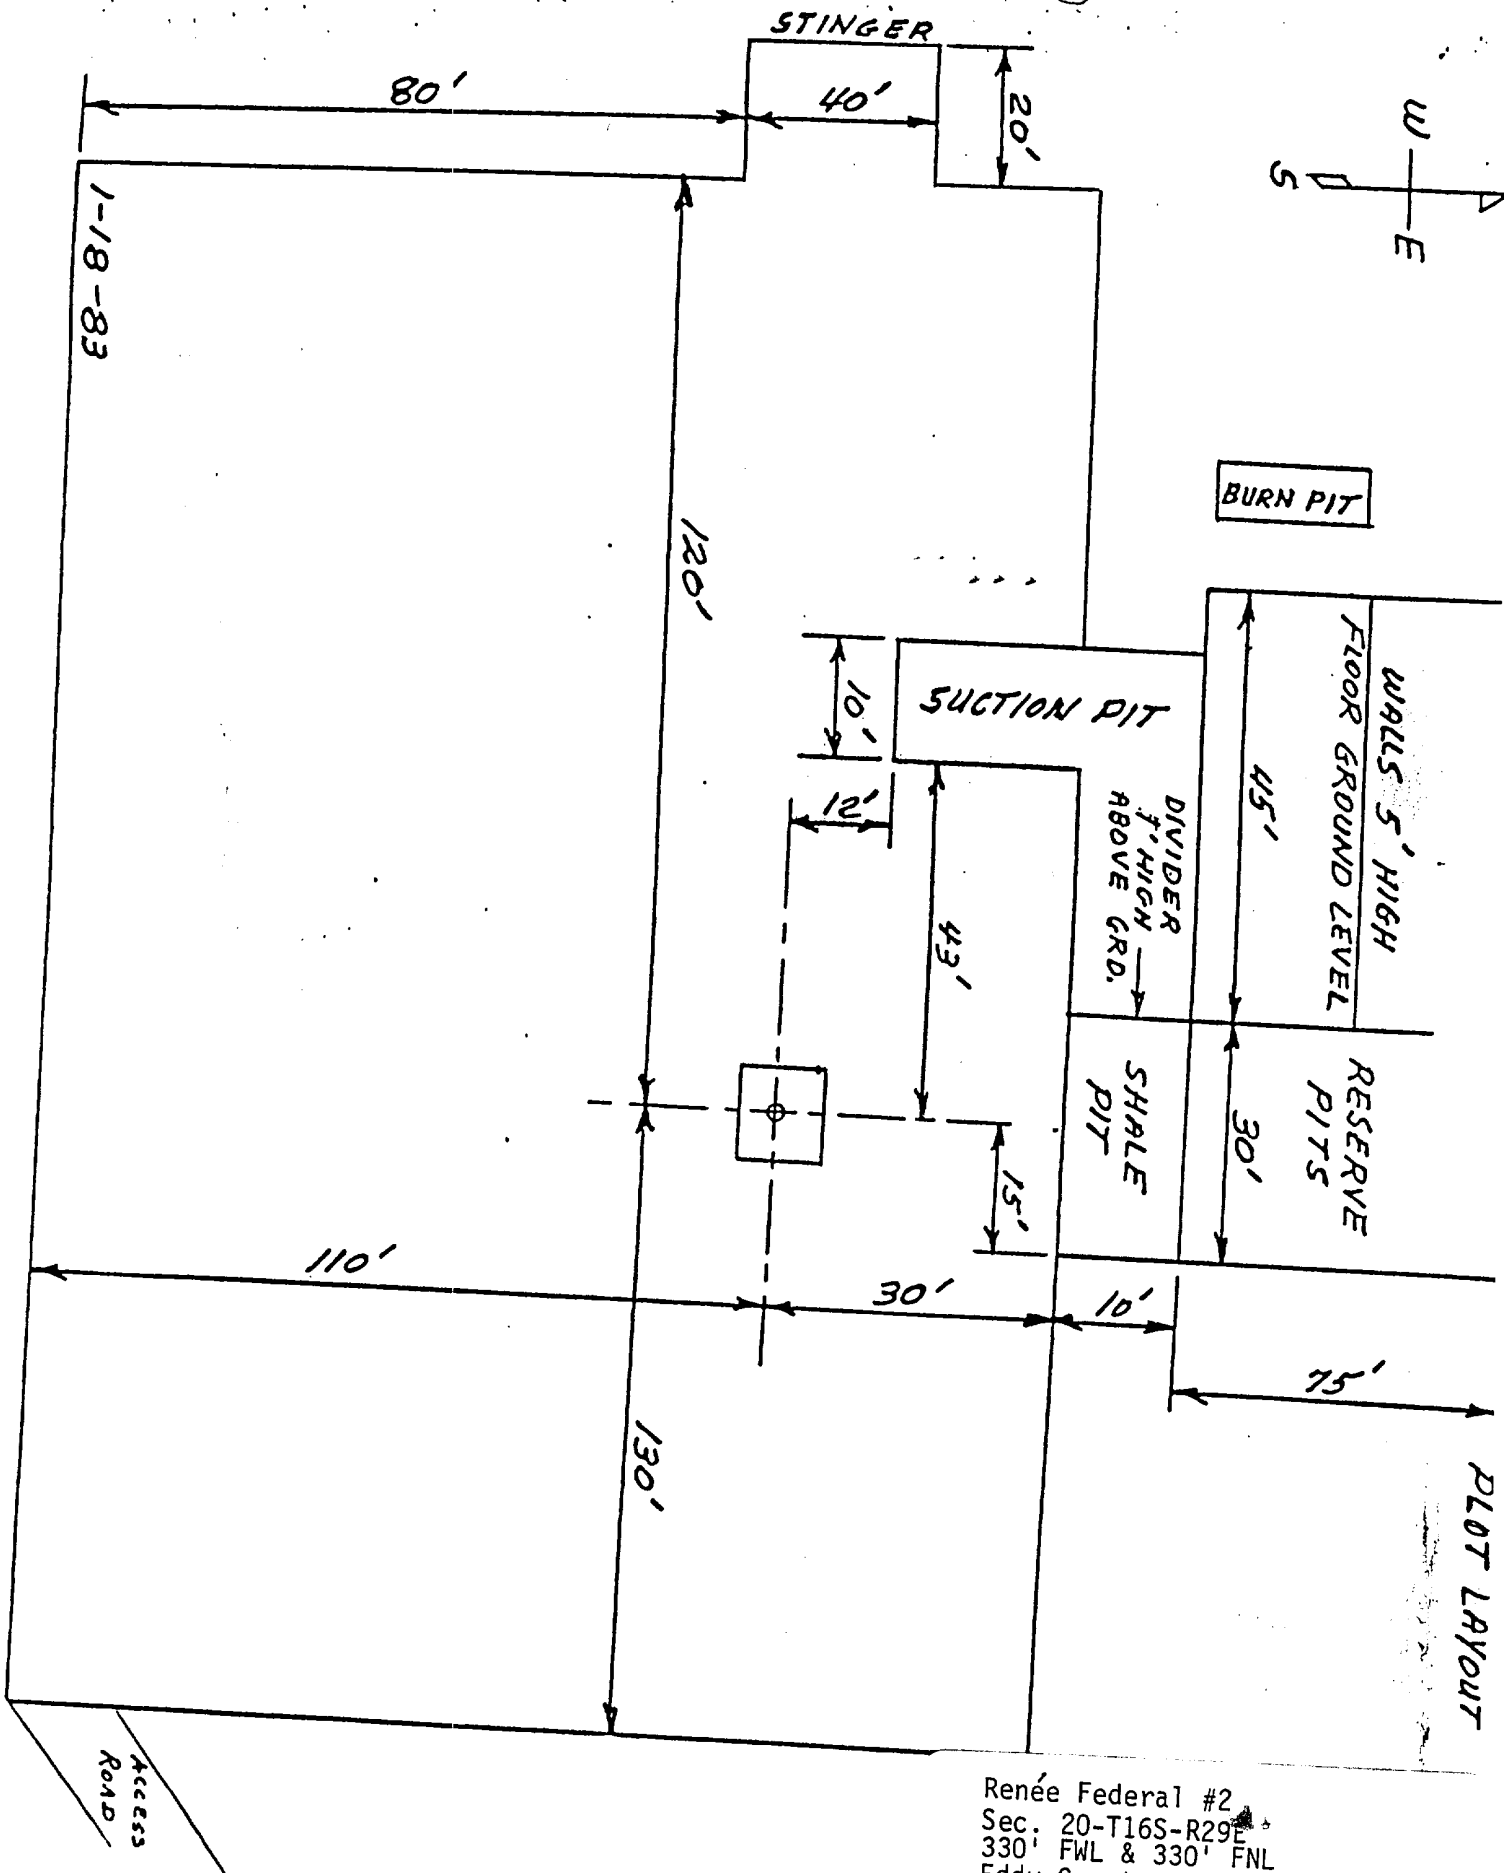 STINGER
80'
40'
20'
W
E
S
1-18-83
120'
BURN PIT
WALLS 5' HIGH
FLOOR GROUND LEVEL
45'
SUCTION PIT
10'
12'
43'
DIVIDER
HIGH
ABOVE GRD.
SHALE
PIT
30'
RESERVE
PITS
15'
110'
30'
10'
75'
130'
PLOT LAYOUT
ACCESS
ROAD
Renée Federal #2
Sec. 20-T16S-R29E
330' FWL & 330' FNL